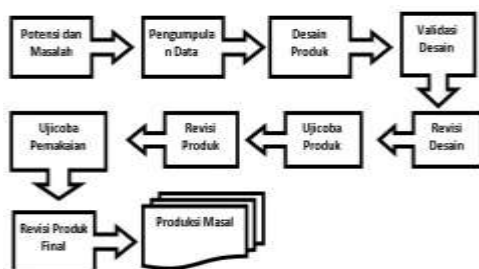 Potensi dan
Masalah
Pengumpula
n Data
Desain
Produk
Validasi
Desain
Revisi
Desain
Ujicoba
Produk
Revisi
Produk
Ujicoba
Pemakaian
Revisi Produk
Final
Produksi Masal